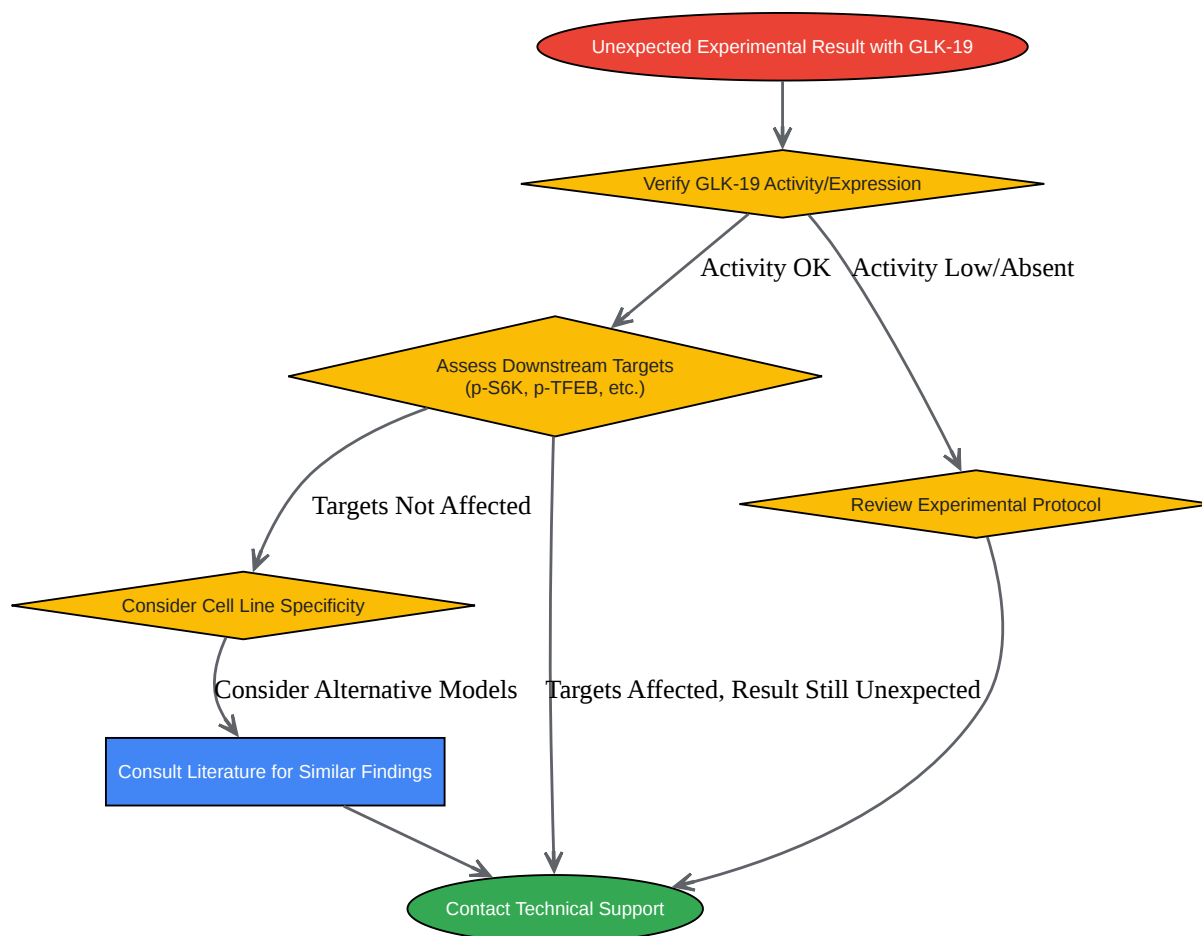 Unexpected Experimental Result with GLK-19
Verify GLK-19 Activity/Expression
Activity OK
Activity Low/Absent
Assess Downstream Targets
(p-S6K, p-TFEB, etc.)
Targets Not Affected
Review Experimental Protocol
Consider Cell Line Specificity
Consider Alternative Models
Targets Affected, Result Still Unexpected
Consult Literature for Similar Findings
Contact Technical Support